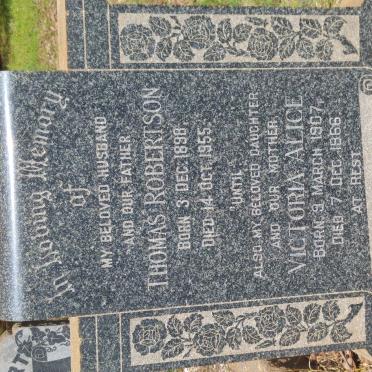 In Loving Memory
of
MY BELOVED HUSBAND
AND OUR FATHER
THOMAS ROBERTSON
BORN 3 DEC. 1898
DIED 14 OCT. 1955
UNTIL
ALSO MY BELOVED DAUGHTER
AND OUR MOTHER
VICTORIA ALICE
BORN 9 MARCH 1907
DIED 7 DEC. 1966
AT REST